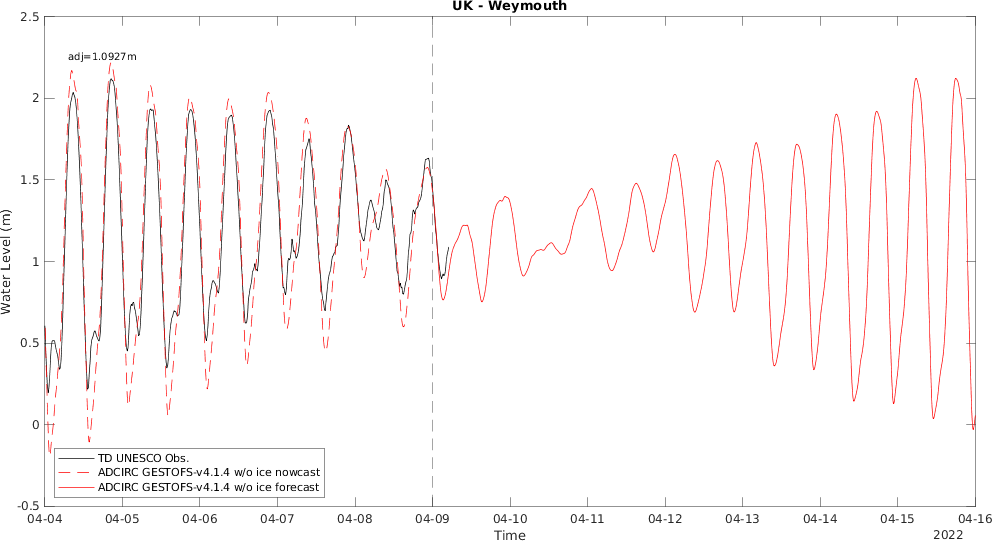 UK - Weymouth
adj=1.0927m
2.5
2
1.5
1
0.5
0
-0.5
Water Level (m)
TD UNESCO Obs.
ADCIRC GESTOFS-v4.1.4 w/o ice nowcast
ADCIRC GESTOFS-v4.1.4 w/o ice forecast
04-04 04-05 04-06 04-07 04-08 04-09 04-10 04-11 04-12 04-13 04-14 04-15 04-16
Time
2022